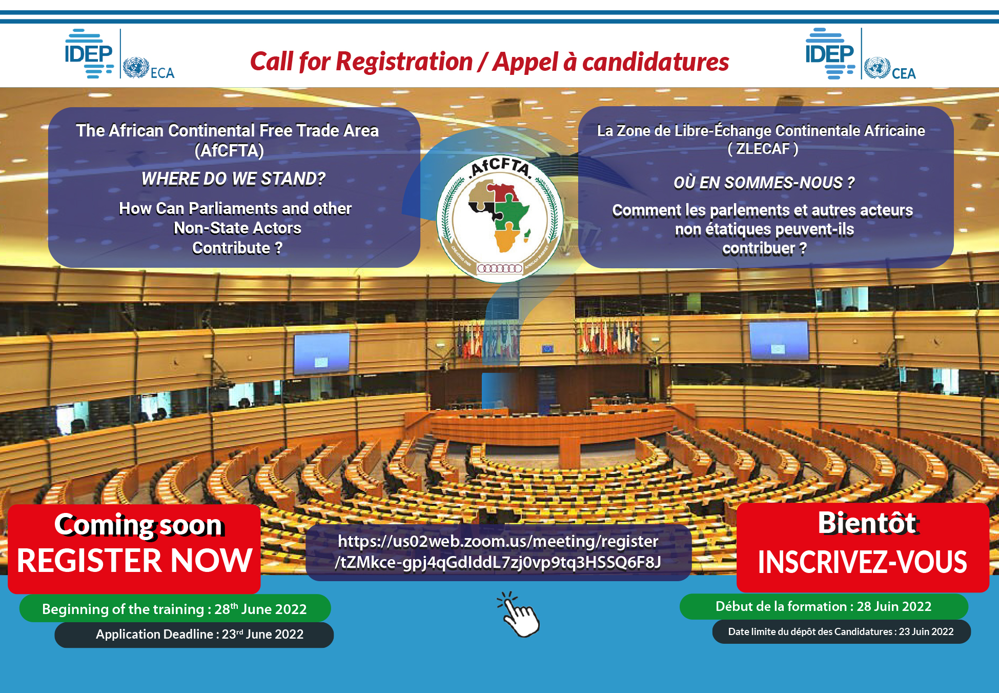 IDEP
ECA
Call for Registration / Appel à candidatures
IDEP
CEA
The African Continental Free Trade Area
(AfCFTA)
WHERE DO WE STAND?
How Can Parliaments and other
Non-State Actors
Contribute ?
AfCFTA
CREATING ONE
AFRICAN MARKET
La Zone de Libre-Échange Continentale Africaine
( ZLECAF )
OÙ EN SOMMES-NOUS ?
Comment les parlements et autres acteurs
non étatiques peuvent-ils
contribuer ?
Coming soon
REGISTER NOW
Beginning of the training : 28th June 2022
Application Deadline : 23rd June 2022
https://us02web.zoom.us/meeting/register
/tZMkce-gpj4qGdIddL7zj0vp9tq3HSSQ6F8J
Bientôt
INSCRIVEZ-VOUS
Début de la formation : 28 Juin 2022
Date limite du dépôt des Candidatures : 23 Juin 2022